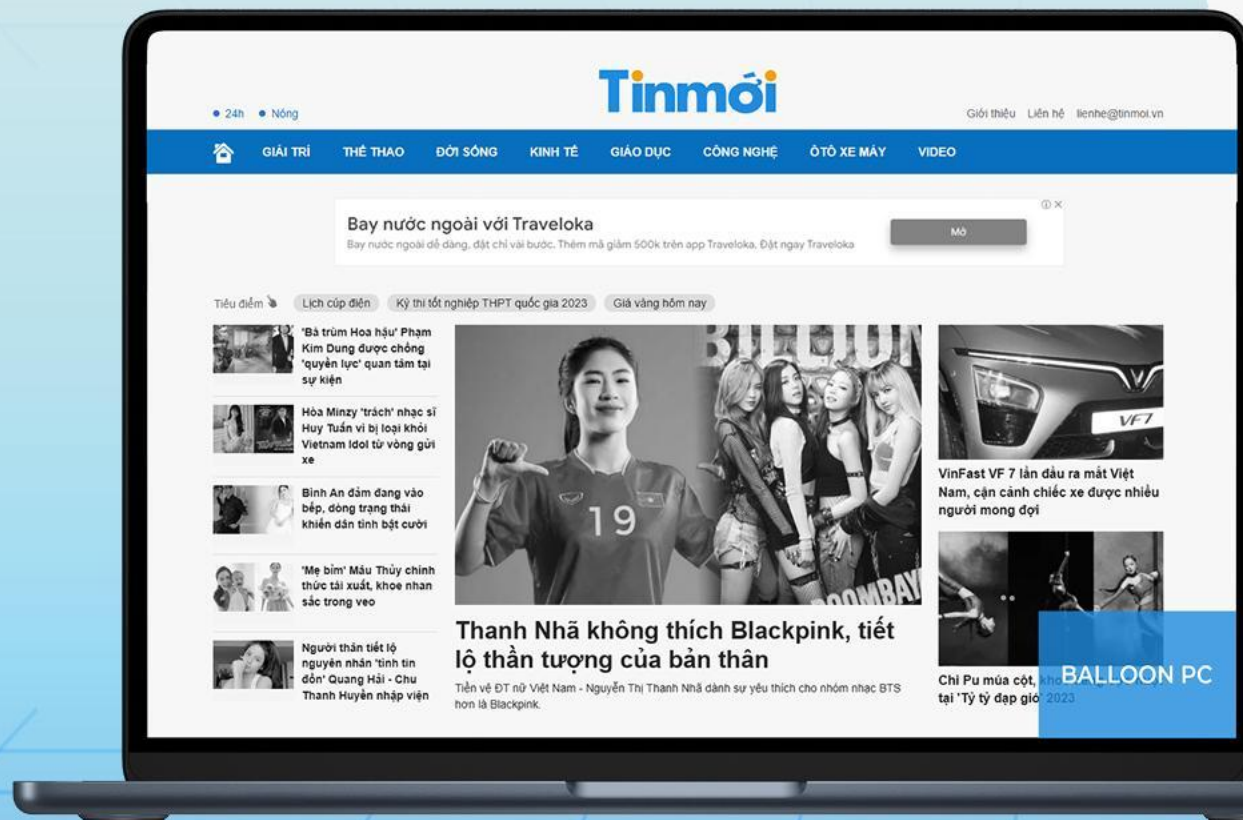 Tinmới
24h
Nóng
Giới thiệu Liên hệ lienhe@tinmoi.vn
GIẢI TRÍ THỂ THAO ĐỜI SỐNG KINH TẾ GIÁO DỤC CÔNG NGHỆ ÔTÔ XE MÁY VIDEO
Bay nước ngoài với Traveloka
Bay nước ngoài dễ dàng, đặt chỉ vài bước. Thêm mã giảm 500k trên app Traveloka. Đặt ngay Traveloka
Mở
Tiêu điểm
Lịch cúp điện
Kỳ thi tốt nghiệp THPT quốc gia 2023
Giá vàng hôm nay
'Bà trùm Hoa hậu' Phạm
Kim Dung được chồng
'quyền lực' quan tâm tại
sự kiện
Hòa Minzy 'trách' nhạc sĩ
Huy Tuấn vì bị loại khỏi
Vietnam Idol từ vòng gửi
xe
Bình An đảm đang vào
bếp, dòng trạng thái
khiến dân tình bật cười
'Mẹ bỉm' Mâu Thủy chính
thức tái xuất, khoe nhan
sắc trong veo
Người thân tiết lộ
nguyên nhân 'tình tin
đồn' Quang Hải - Chu
Thanh Huyền nhập viện
BILLION
19
BOOMBAY
Thanh Nhã không thích Blackpink, tiết
lộ thần tượng của bản thân
Tiền vệ ĐT nữ Việt Nam - Nguyễn Thị Thanh Nhã dành sự yêu thích cho nhóm nhạc BTS
hơn là Blackpink.
VF7
VinFast VF 7 lần đầu ra mắt Việt
Nam, cận cảnh chiếc xe được nhiều
người mong đợi
Chi Pu múa cột,
tại 'Tỷ tỷ đạp gió' 2023
BALLOON PC